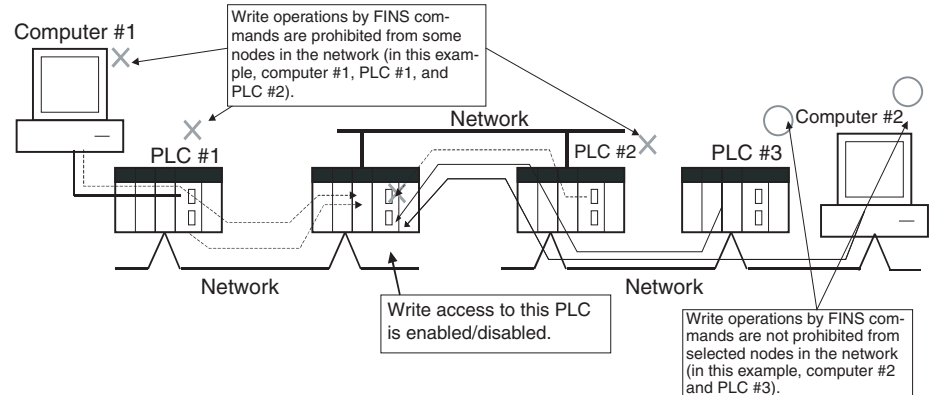 Computer #1
Write operations by FINS com-
mands are prohibited from some
nodes in the network (in this exam-
ple, computer #1, PLC #1, and
PLC #2).
Network
Computer #2
PLC #1
PLC #2
PLC #3
Network
Network
Write access to this PLC
is enabled/disabled.
Write operations by FINS com-
mands are not prohibited from
selected nodes in the network
(in this example, computer #2
and PLC #3).